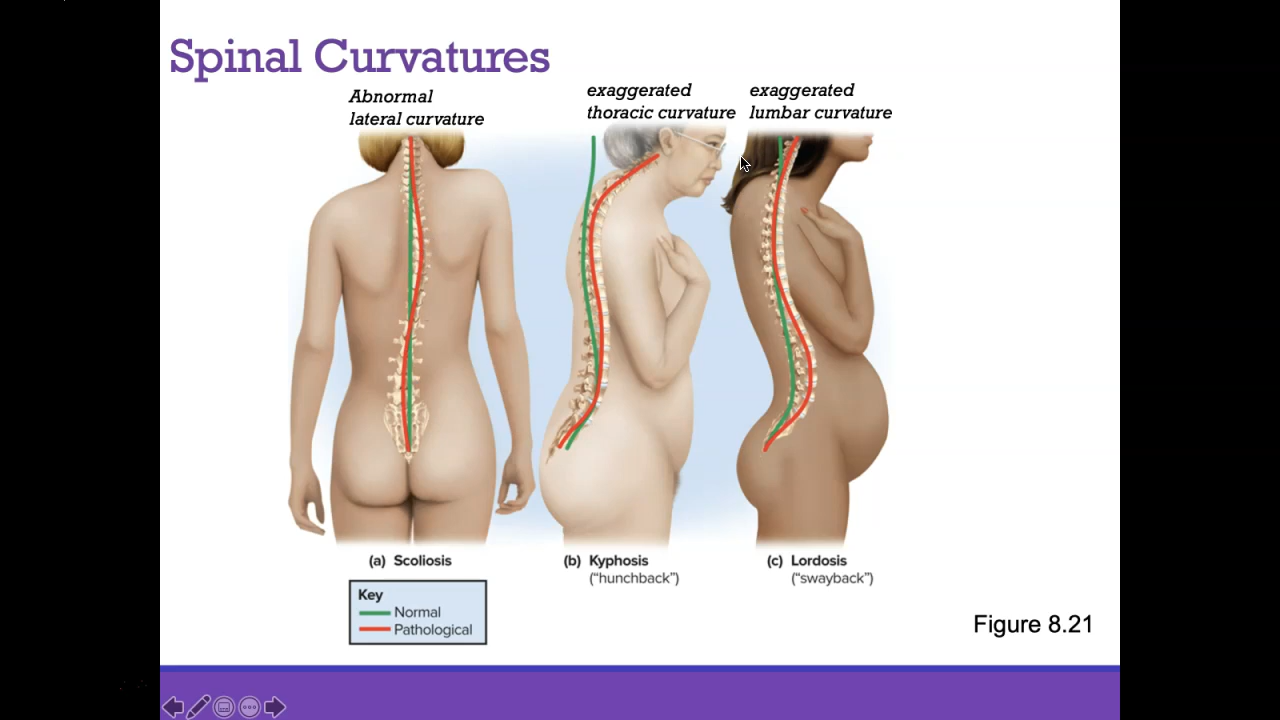 Spinal Curvatures
Abnormal
lateral curvature
exaggerated
thoracic curvature
exaggerated
lumbar curvature
(a) Scoliosis
(b) Kyphosis
("hunchback")
(c) Lordosis
("swayback")
Key
Normal
Pathological
Figure 8.21